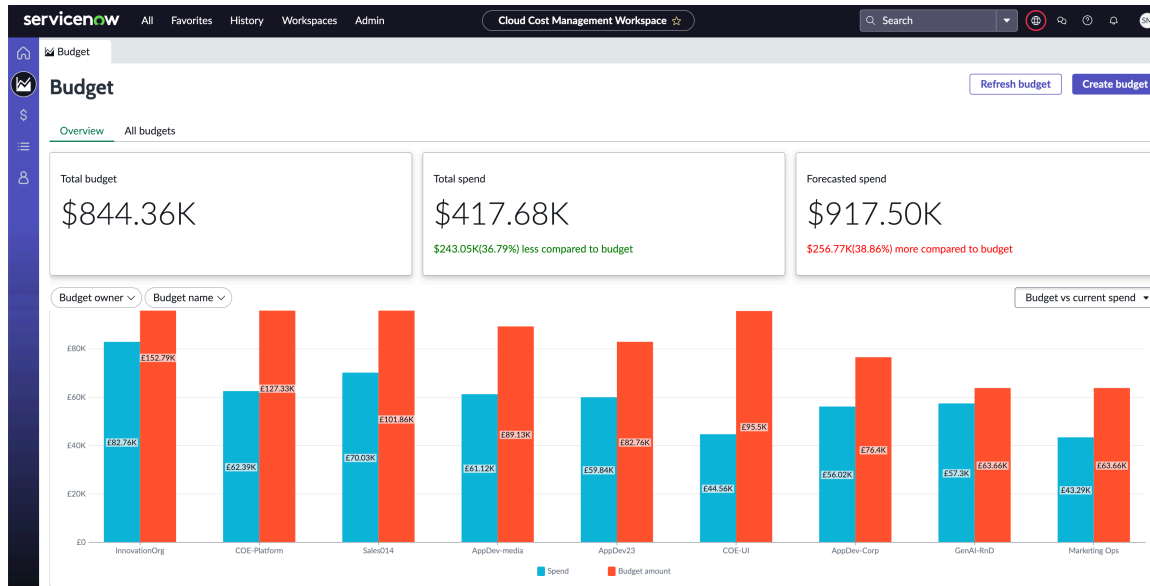 servicenow All Favorites History Workspaces Admin Cloud Cost Management Workspace ☆ Search SN
Budget
Budget Refresh budget Create budget
Overview All budgets
Total budget Total spend Forecasted spend
$844.36K $417.68K $917.50K
$243.05K(36.79%) less compared to budget $256.77K(38.86%) more compared to budget
Budget owner Budget name Budget vs current spend
£80K
£152.79K
£60K
£127.33K
£101.86K
£40K
£82.76K
£89.13K
£82.76K
£95.5K
£76.4K
£62.39K
£70.03K
£61.12K
£59.84K
£44.56K
£56.02K
£57.3K
£63.66K
£43.29K
£63.66K
£20K
£0
InnovationOrg COE-Platform Sales014 AppDev-media AppDev23 COE-UI AppDev-Corp GenAI-RnD Marketing Ops
Spend Budget amount